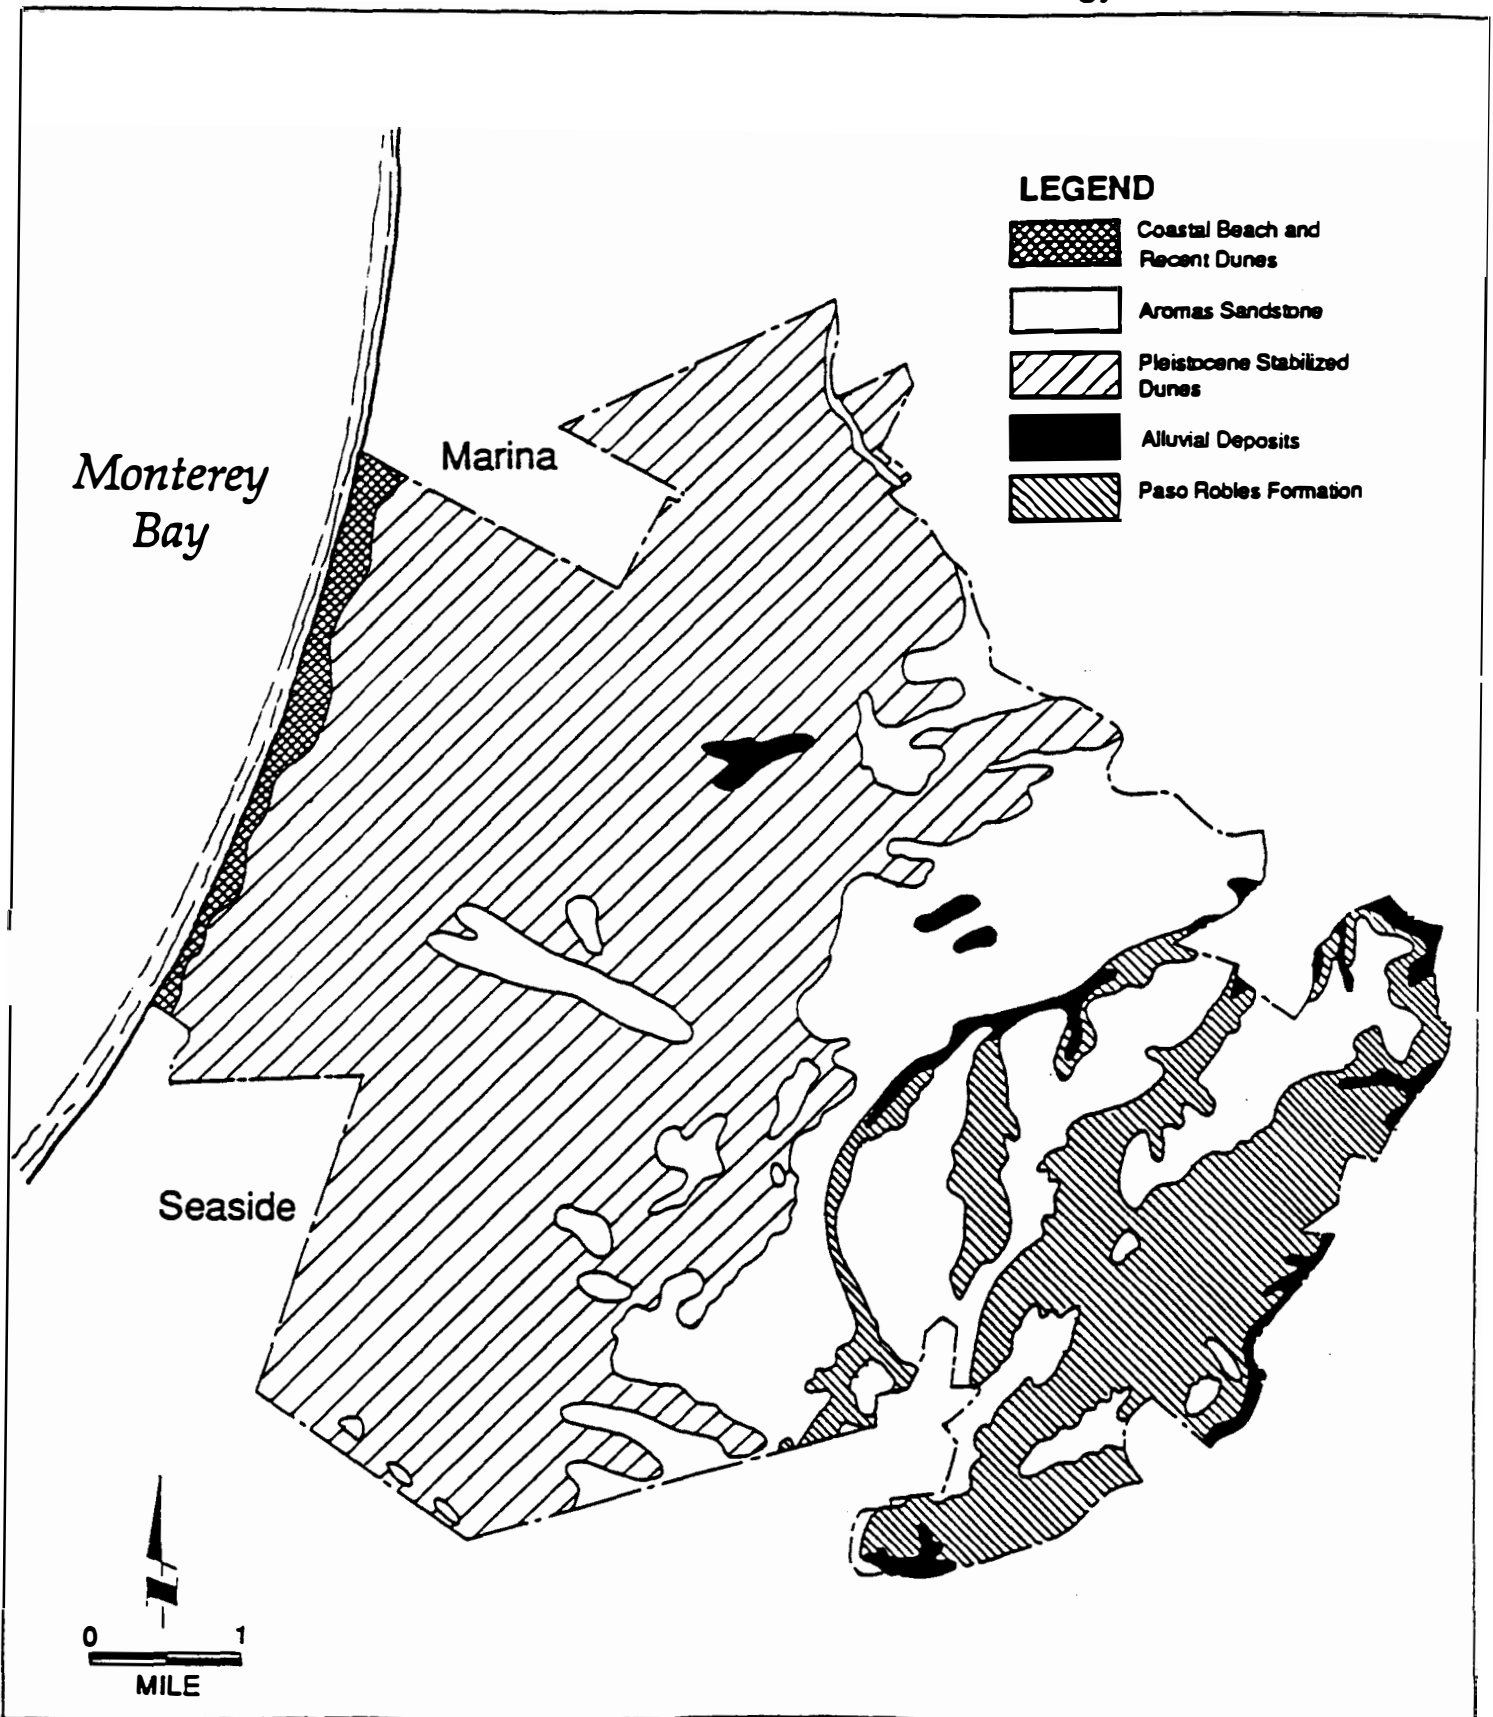 LEGEND
Coastal Beach and
Recent Dunes
Aromas Sandstone
Pleistocene Stabilized
Dunes
Alluvial Deposits
Paso Robles Formation
Marina
Monterey
Bay
Seaside
N
0 1
MILE